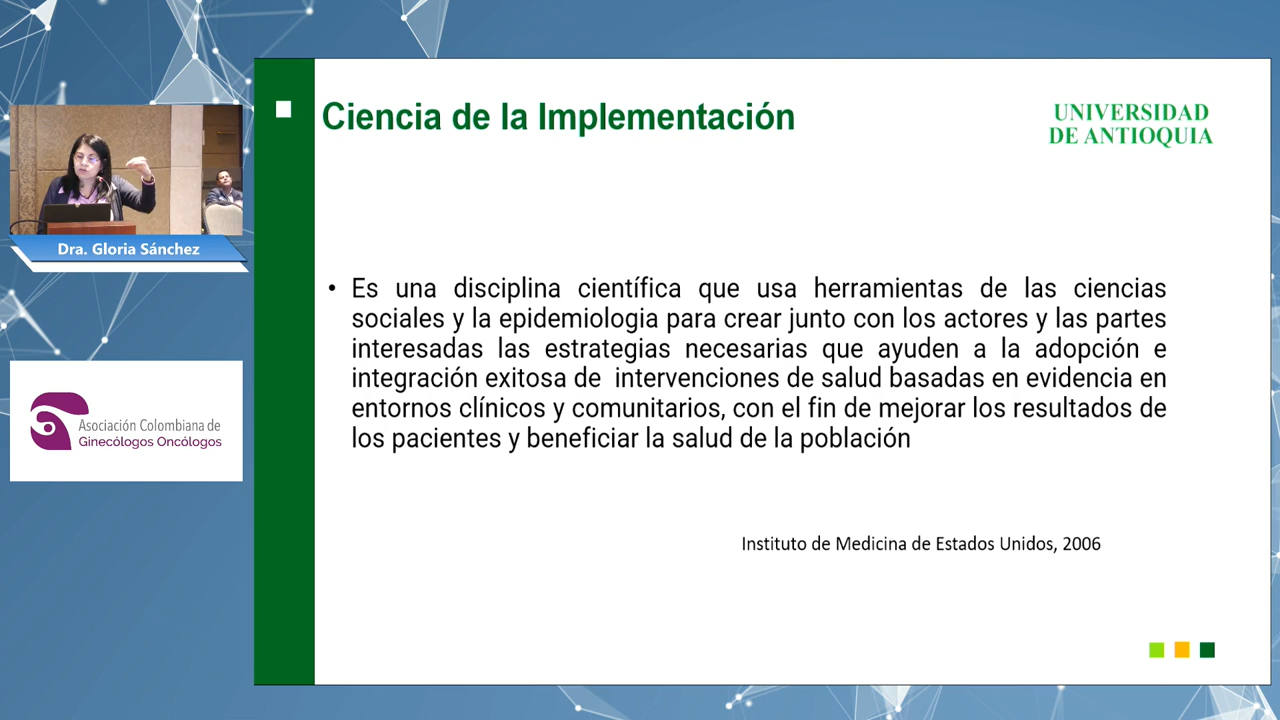 Ciencia de la Implementación
UNIVERSIDAD
DE ANTIOQUIA
Dra. Gloria Sánchez
Asociación Colombiana de
Ginecólogos Oncólogos
• Es una disciplina científica que usa herramientas de las ciencias
sociales y la epidemiologia para crear junto con los actores y las partes
interesadas las estrategias necesarias que ayuden a la adopción e
integración exitosa de intervenciones de salud basadas en evidencia en
entornos clínicos y comunitarios, con el fin de mejorar los resultados de
los pacientes y beneficiar la salud de la población
Instituto de Medicina de Estados Unidos, 2006